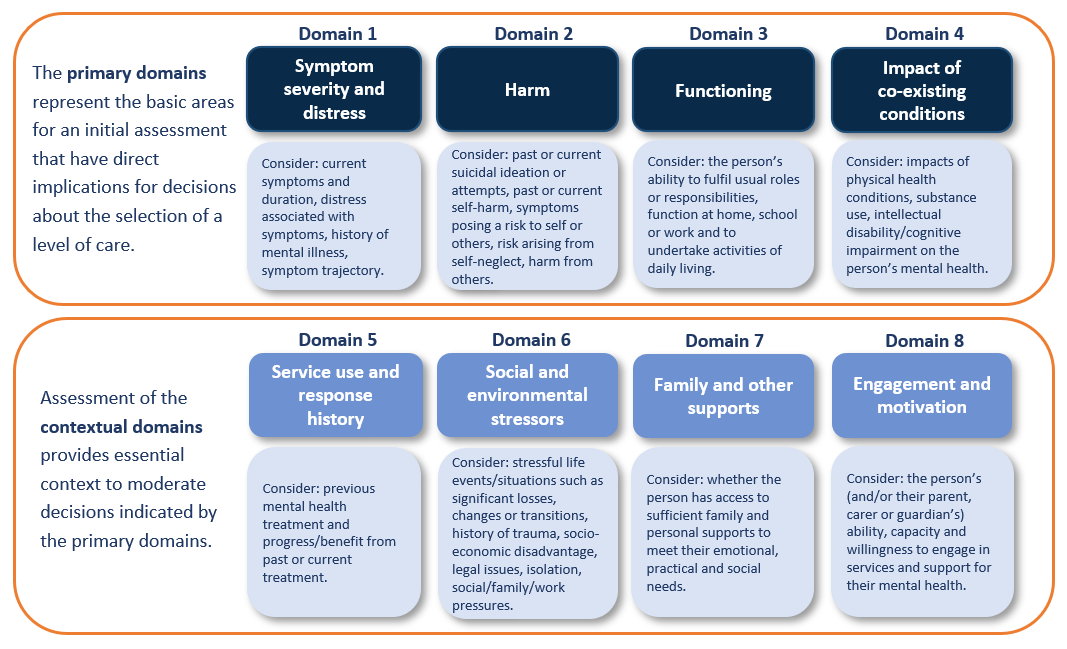 The primary domains
represent the basic areas
for an initial assessment
that have direct
implications for decisions
about the selection of a
level of care.
Domain 1
Symptom
severity and
distress
Consider: current
symptoms and
duration, distress
associated with
symptoms, history of
mental illness,
symptom trajectory.
Domain 2
Harm
Consider: past or current
suicidal ideation or
attempts, past or current
self-harm, symptoms
posing a risk to self or
others, risk arising from
self-neglect, harm from
others.
Domain 3
Functioning
Consider: the person’s
ability to fulfil usual roles
or responsibilities,
function at home, school
or work and to
undertake activities of
daily living.
Domain 4
Impact of
co-existing
conditions
Consider: impacts of
physical health
conditions, substance
use, intellectual
disability/cognitive
impairment on the
person’s mental health.
Assessment of the
contextual domains
provides essential
context to moderate
decisions indicated by
the primary domains.
Domain 5
Service use and
response
history
Consider: previous
mental health
treatment and
progress/benefit from
past or current
treatment.
Domain 6
Social and
environmental
stressors
Consider: stressful life
events/situations such as
significant losses,
changes or transitions,
history of trauma, socio-
economic disadvantage,
legal issues, isolation,
social/family/work
pressures.
Domain 7
Family and other
supports
Consider: whether the
person has access to
sufficient family and
personal supports to
meet their emotional,
practical and social
needs.
Domain 8
Engagement and
motivation
Consider: the person’s
(and/or their parent,
carer or guardian’s)
ability, capacity and
willingness to engage in
services and support for
their mental health.